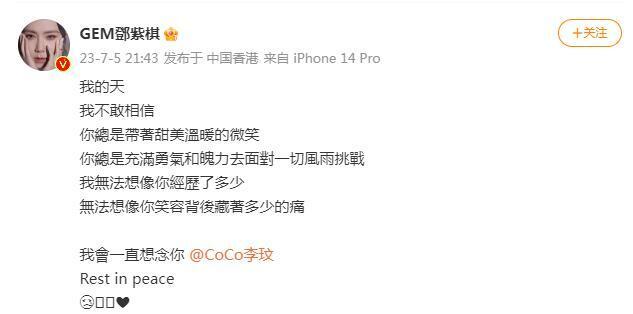 GEM鄧紫棋
+关注
23-7-5 21:43 发布于 中国香港 来自 iPhone 14 Pro
我的天
我不敢相信
你總是帶著甜美溫暖的微笑
你總是充滿勇氣和魄力去面對一切風雨挑戰
我無法想像你經歷了多少
無法想像你笑容背後藏著多少的痛
我會一直想念你 @CoCo李玟
Rest in peace